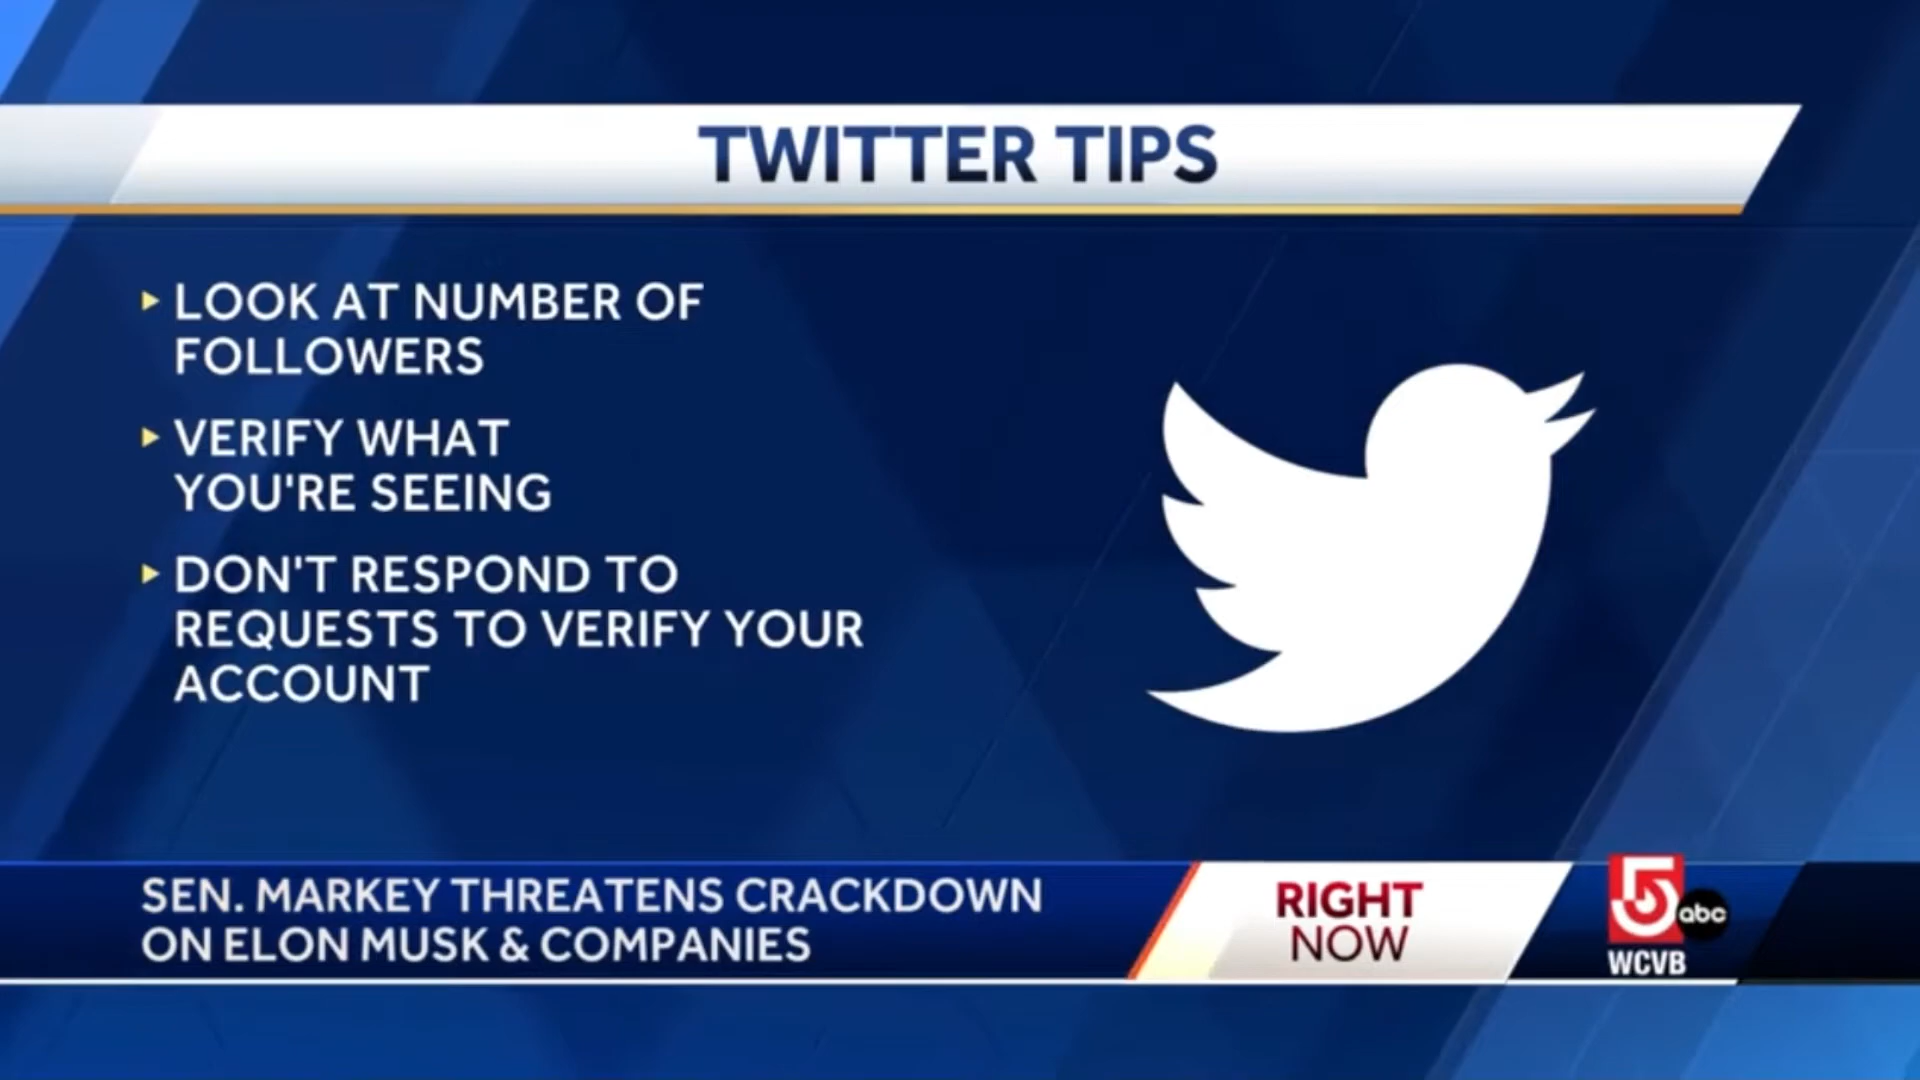 TWITTER TIPS
LOOK AT NUMBER OF
FOLLOWERS
VERIFY WHAT
YOU'RE SEEING
DON'T RESPOND TO
REQUESTS TO VERIFY YOUR
ACCOUNT
SEN. MARKEY THREATENS CRACKDOWN
ON ELON MUSK & COMPANIES
RIGHT
NOW
5
abc
WCVB